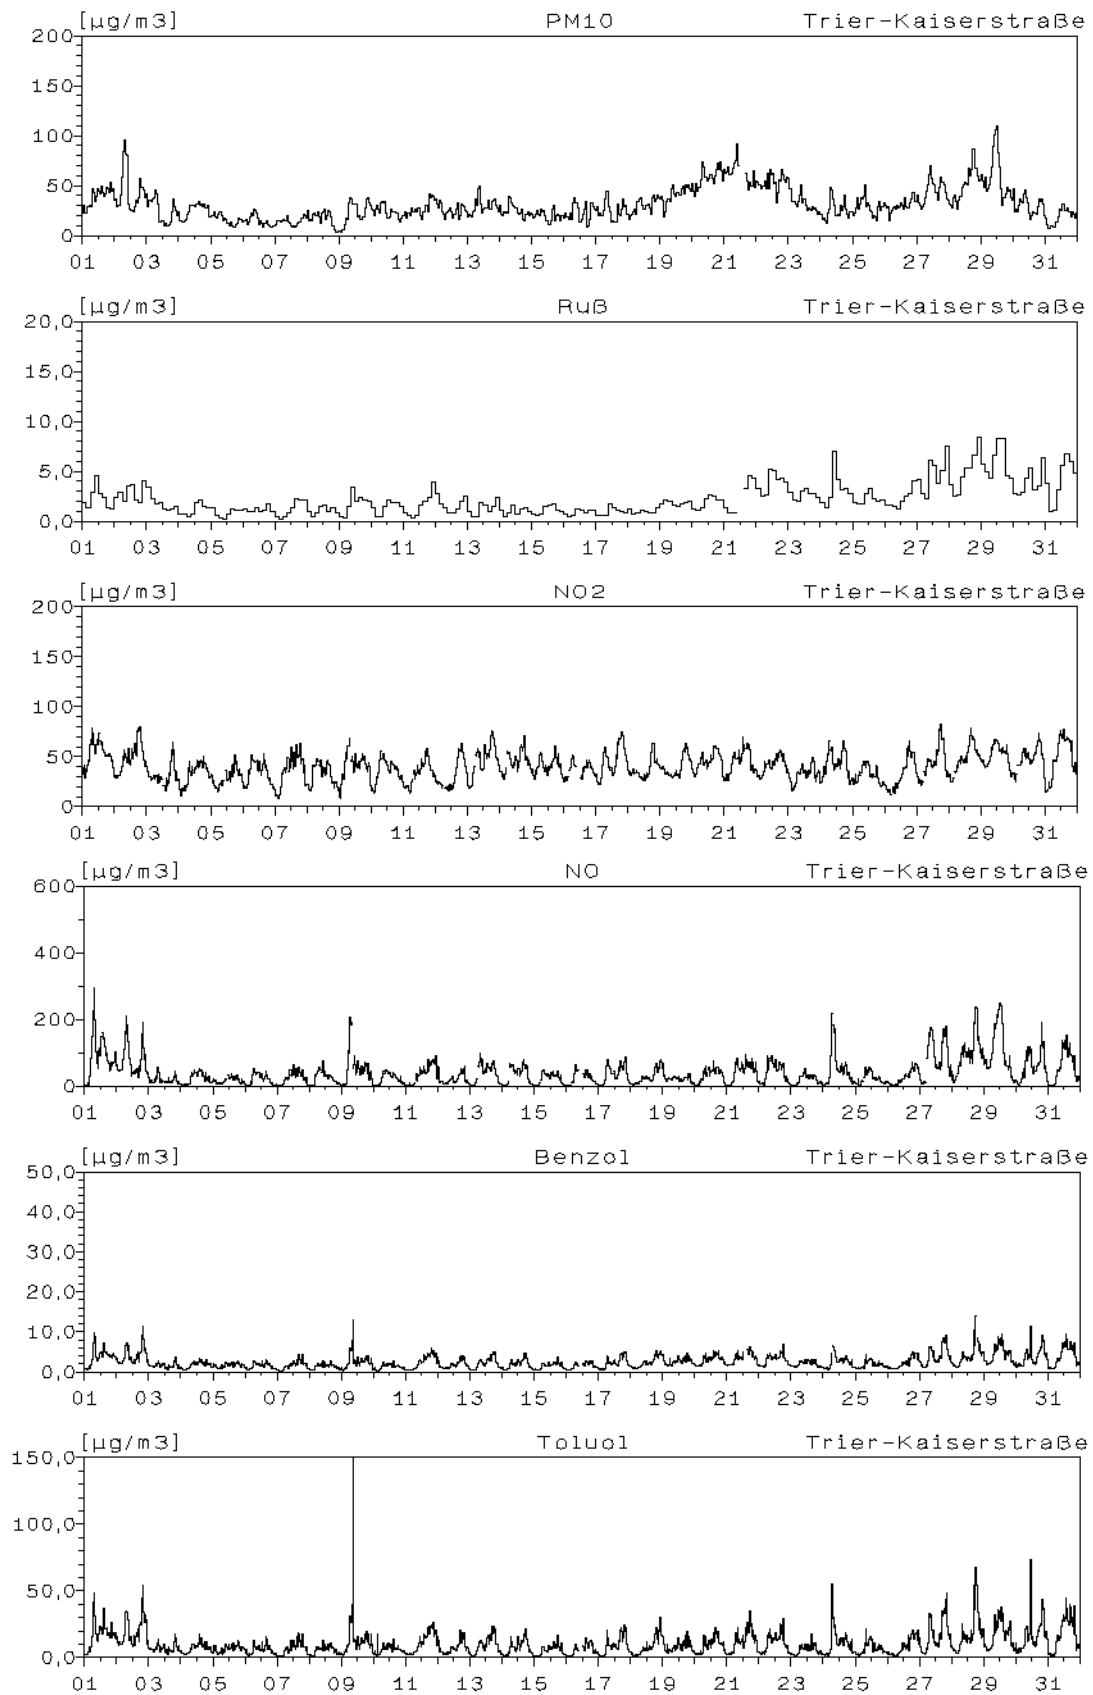 [µg/m3] PM10 Trier-Kaiserstraße
200
150
100
50
0
01 03 05 07 09 11 13 15 17 19 21 23 25 27 29 31
[µg/m3] Ruß Trier-Kaiserstraße
20,0
15,0
10,0
5,0
0,0
01 03 05 07 09 11 13 15 17 19 21 23 25 27 29 31
[µg/m3] NO2 Trier-Kaiserstraße
200
150
100
50
0
01 03 05 07 09 11 13 15 17 19 21 23 25 27 29 31
[µg/m3] NO Trier-Kaiserstraße
600
400
200
0
01 03 05 07 09 11 13 15 17 19 21 23 25 27 29 31
[µg/m3] Benzol Trier-Kaiserstraße
50,0
40,0
30,0
20,0
10,0
0,0
01 03 05 07 09 11 13 15 17 19 21 23 25 27 29 31
[µg/m3] Toluol Trier-Kaiserstraße
150,0
100,0
50,0
0,0
01 03 05 07 09 11 13 15 17 19 21 23 25 27 29 31